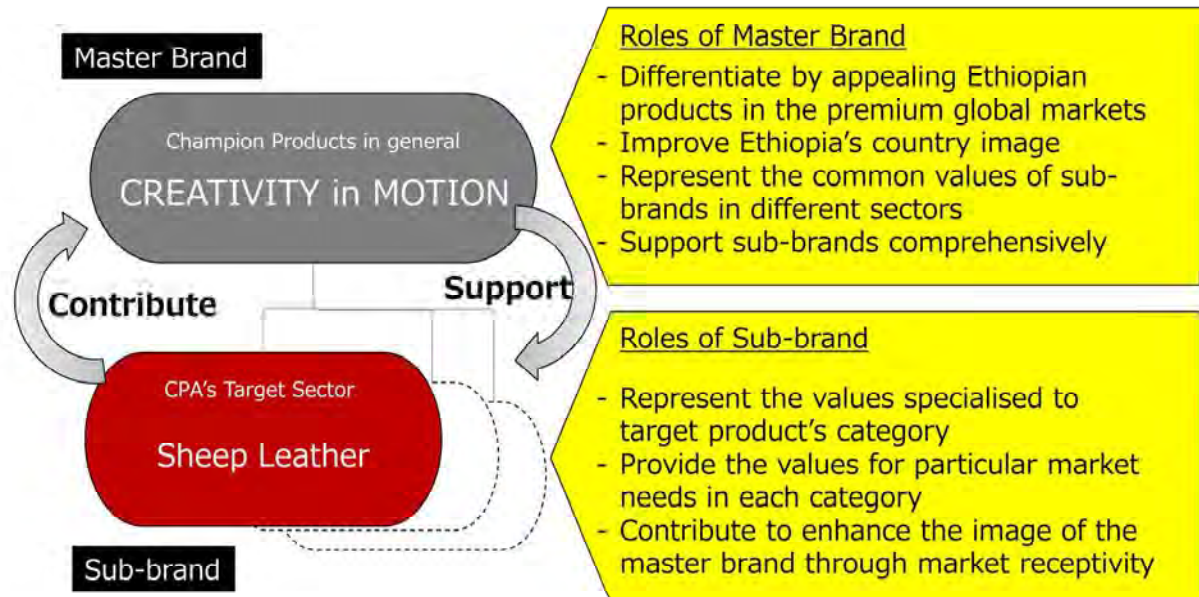 Master Brand
Champion Products in general
CREATIVITY in MOTION
Contribute
Support
CPA's Target Sector
Sheep Leather
Sub-brand
Roles of Master Brand
- Differentiate by appealing Ethiopian
products in the premium global markets
- Improve Ethiopia's country image
- Represent the common values of sub-
brands in different sectors
- Support sub-brands comprehensively
Roles of Sub-brand
- Represent the values specialised to
target product's category
- Provide the values for particular market
needs in each category
- Contribute to enhance the image of the
master brand through market receptivity